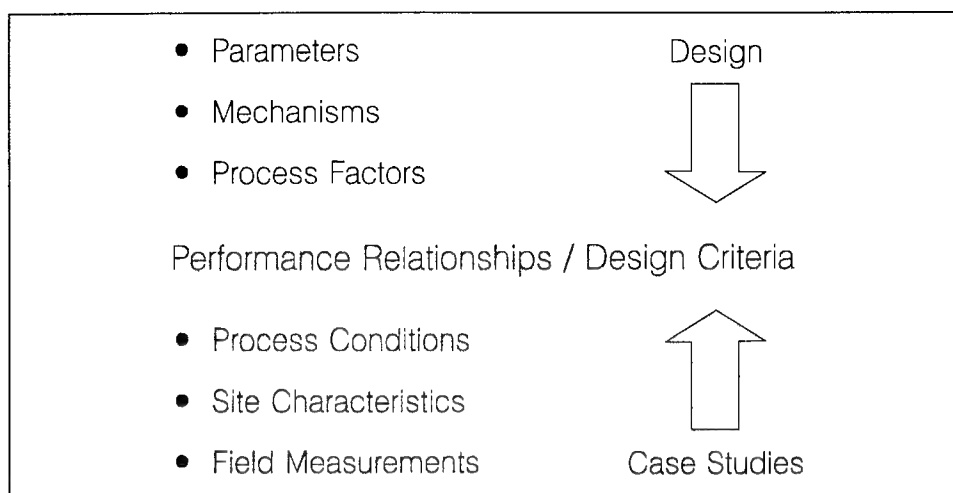 • Parameters
Design
• Mechanisms
• Process Factors
Performance Relationships / Design Criteria
• Process Conditions
• Site Characteristics
• Field Measurements
Case Studies